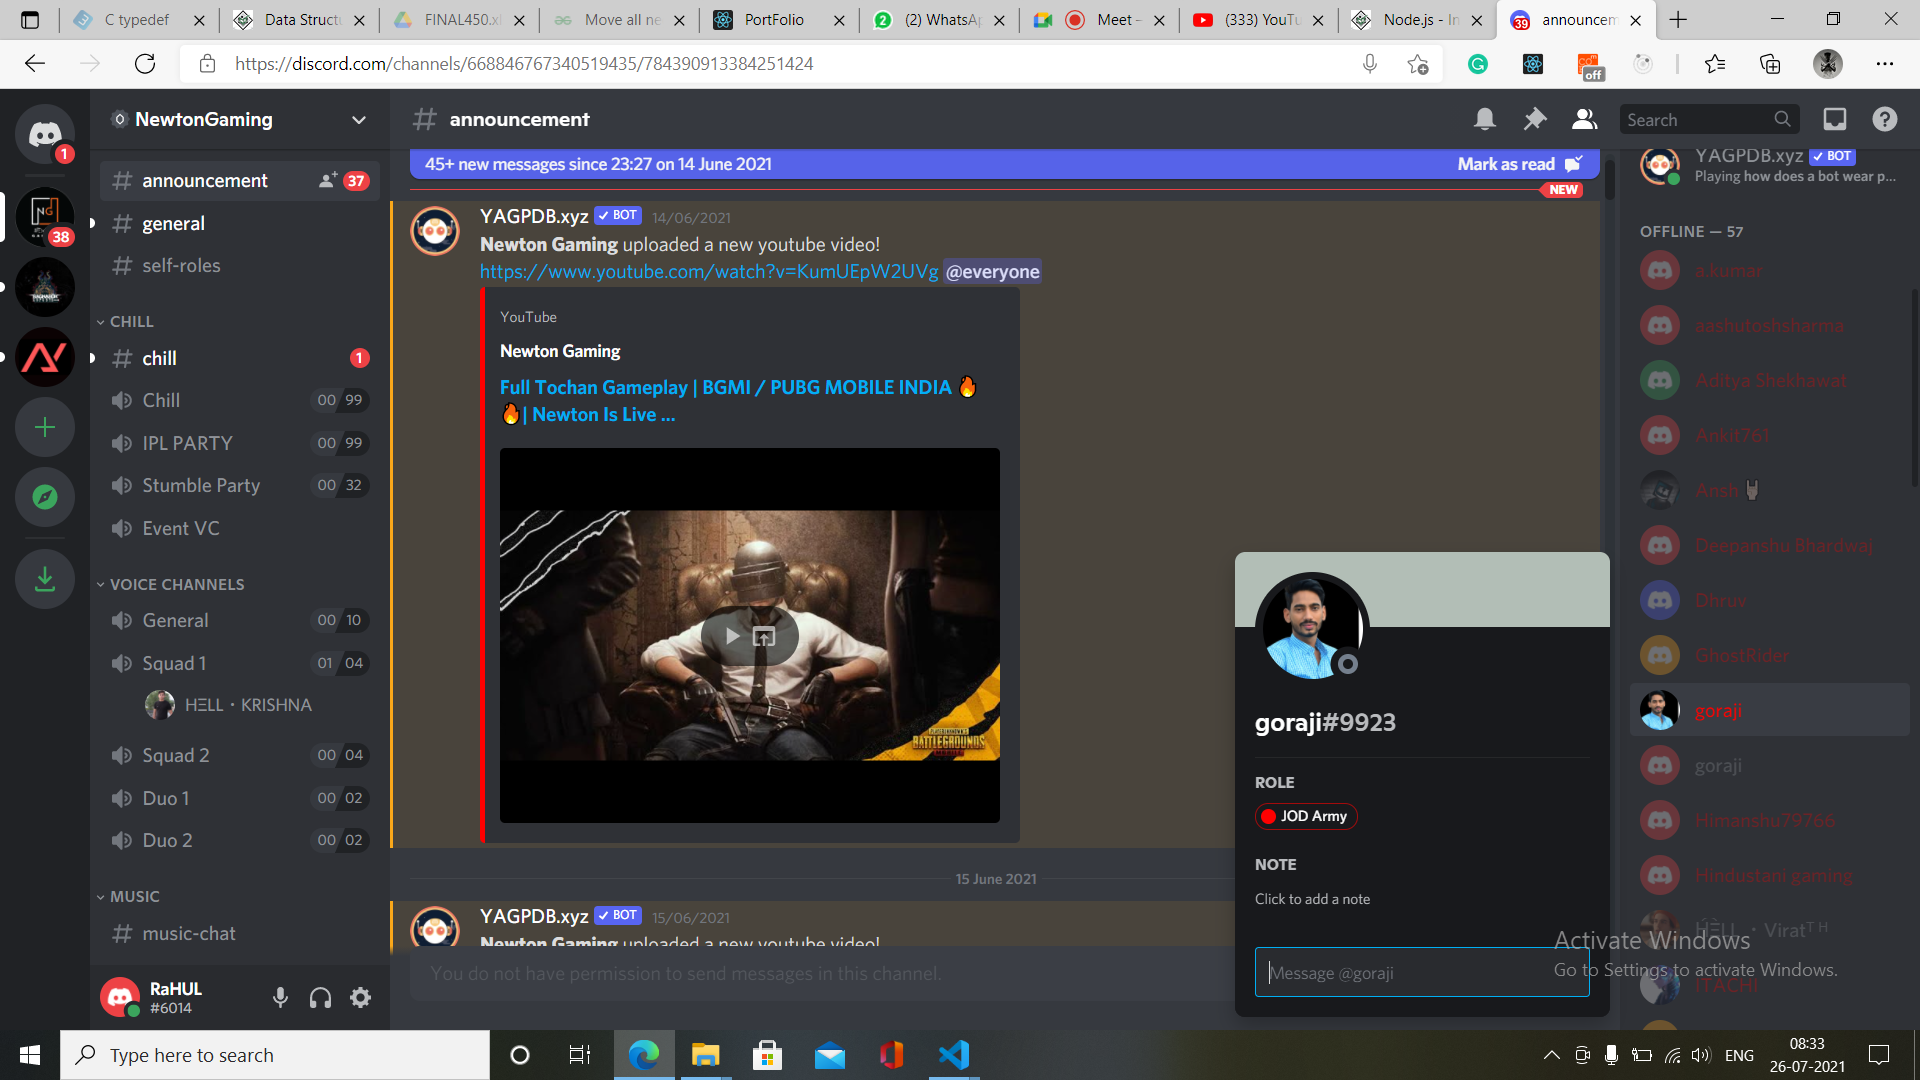 C typedef
Data Structu
FINAL450.xl
Move all ne
PortFolio
(2) WhatsAp
Meet -
(333) YouTu
Node.js - In
announcem
https://discord.com/channels/668846767340519435/784390913384251424
off
NewtonGaming
announcement
Search
1
38
announcement 37
general
self-roles
CHILL
chill 1
Chill 00 99
IPL PARTY 00 99
Stumble Party 00 32
Event VC
VOICE CHANNELS
General 00 10
Squad 1 01 04
HΞLL • KRISHNA
Squad 2 00 04
Duo 1 00 02
Duo 2 00 02
MUSIC
music-chat
RaHUL
#6014
45+ new messages since 23:27 on 14 June 2021 Mark as read
NEW
YAGPDB.xyz BOT 14/06/2021
Newton Gaming uploaded a new youtube video!
https://www.youtube.com/watch?v=KumUEpW2UVg @everyone
YouTube
Newton Gaming
Full Tochan Gameplay | BGMI / PUBG MOBILE INDIA 🔥
🔥| Newton Is Live ...
BATTLEGROUNDS
15 June 2021
YAGPDB.xyz BOT 15/06/2021
Newton Gaming uploaded a new youtube video!
You do not have permission to send messages in this channel.
goraji#9923
ROLE
JOD Army
NOTE
Click to add a note
Message @goraji
YAGPDB.xyz BOT
Playing how does a bot wear p...
OFFLINE — 57
a.kumar
aashutoshsharma
Aditya Shekhawat
Ankit761
Ansh
Deepanshu Bhardwaj
Dhruv
GhostRider
goraji
goraji
Himanshu79766
Hindustani gaming
• Viratᵀᴴ
ITACHI
Activate Windows
Go to Settings to activate Windows.
Type here to search
ENG
08:33
26-07-2021